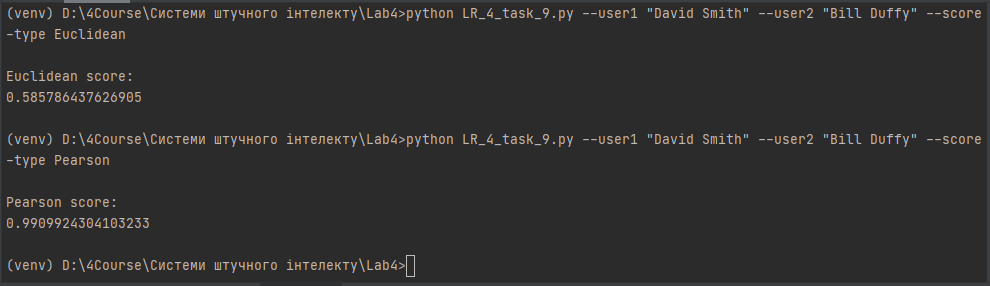 (venv) D:\4Course\Системи штучного інтелекту\Lab4>python LR_4_task_9.py --user1 "David Smith" --user2 "Bill Duffy" --score
-type Euclidean
Euclidean score:
0.585786437626905
(venv) D:\4Course\Системи штучного інтелекту\Lab4>python LR_4_task_9.py --user1 "David Smith" --user2 "Bill Duffy" --score
-type Pearson
Pearson score:
0.9909924304103233
(venv) D:\4Course\Системи штучного інтелекту\Lab4>